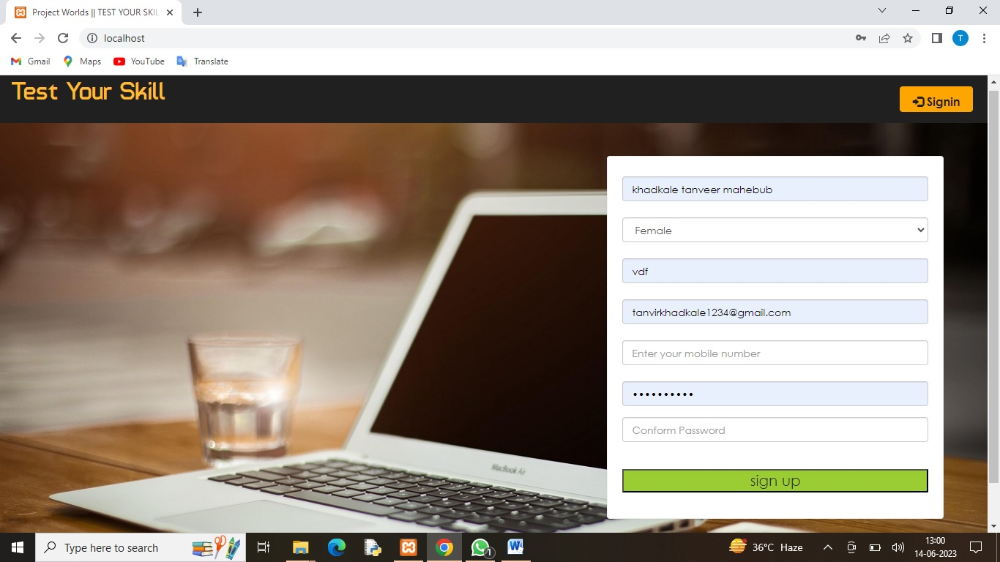 Project Worlds || TEST YOUR SKIL
localhost
T
Gmail
Maps
YouTube
Translate
Test Your Skill
Signin
khadkale tanveer mahebub
Female
vdf
tanvirkhadkale1234@gmail.com
Enter your mobile number
••••••••••
Conform Password
sign up
MacBook Air
Type here to search
1
36°C Haze
13:00
14-06-2023